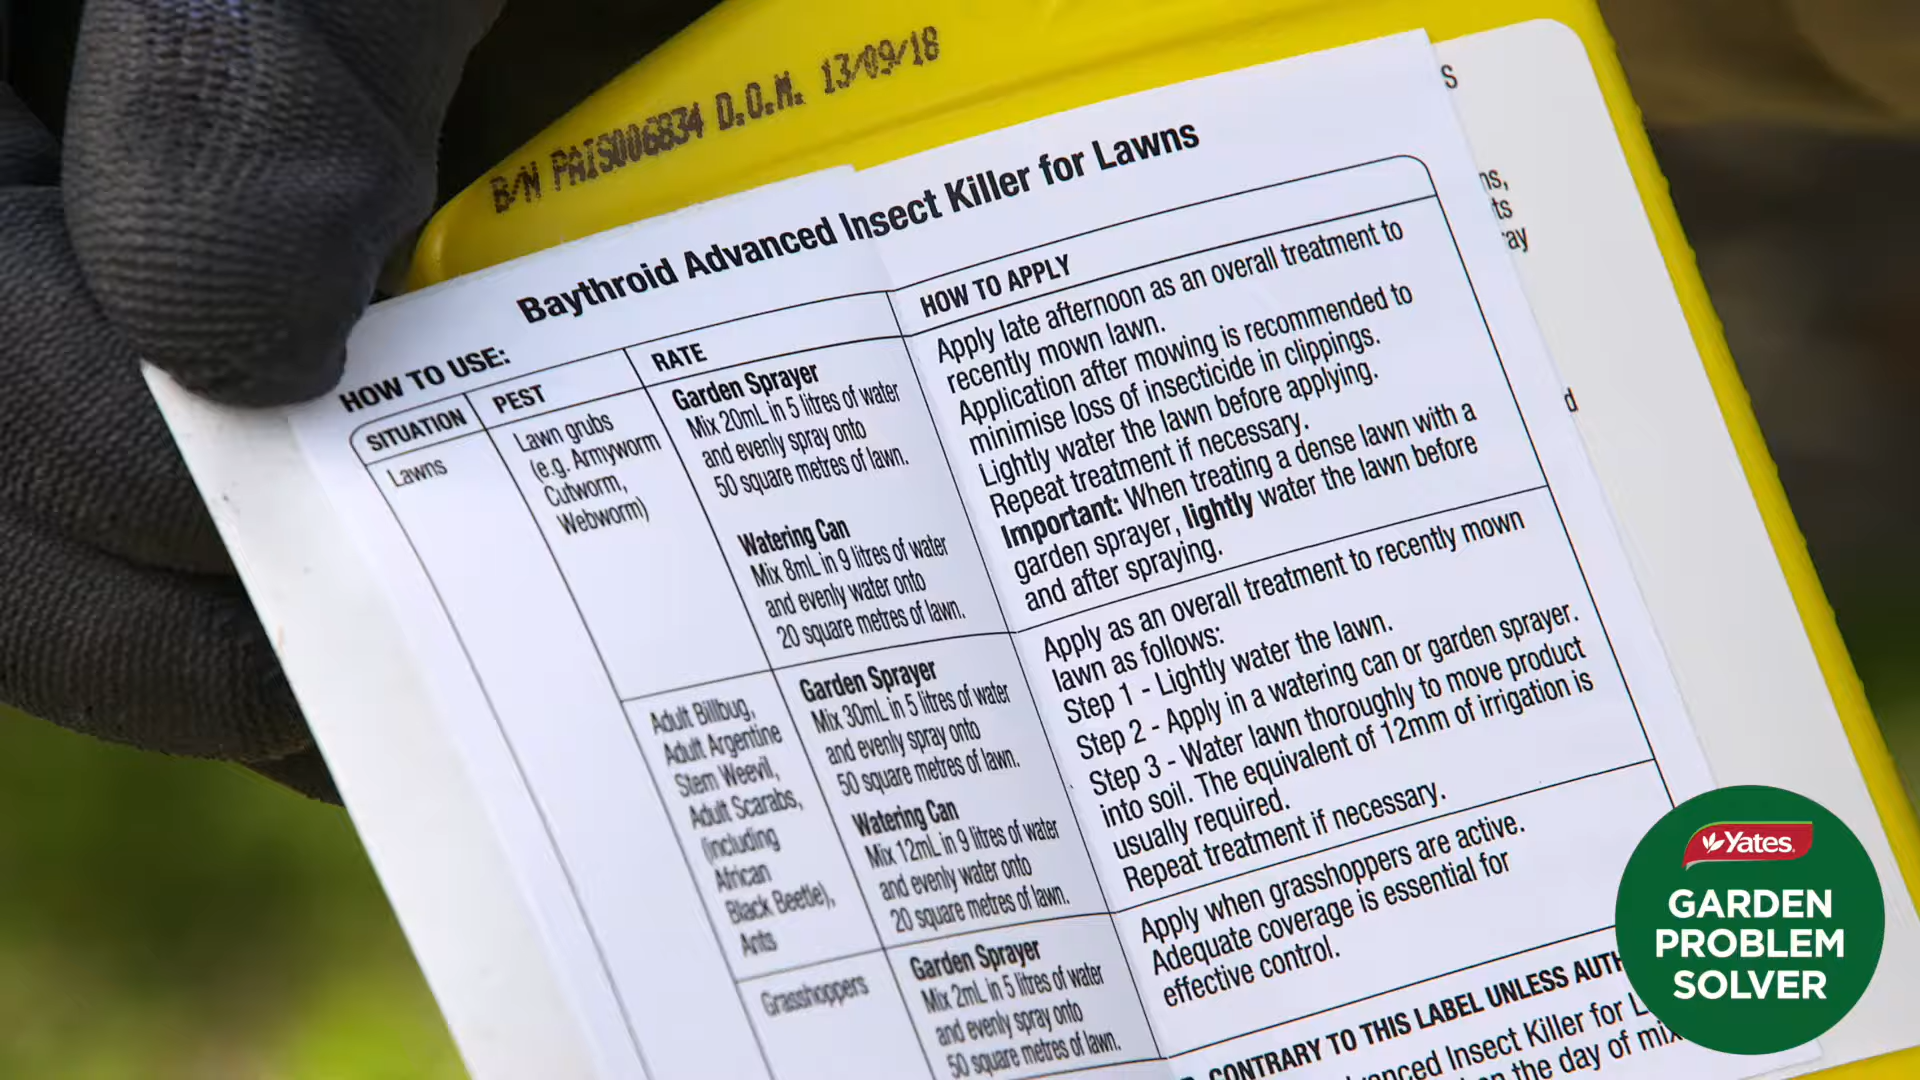 B/N PAIS006834 D.O.M. 13/09/18
Baythroid Advanced Insect Killer for Lawns
HOW TO USE:
SITUATION
PEST
RATE
HOW TO APPLY
Lawns
Lawn grubs
(e.g. Armyworm
Cutworm,
Webworm)
Garden Sprayer
Mix 20mL in 5 litres of water
and evenly spray onto
50 square metres of lawn.
Watering Can
Mix 8mL in 9 litres of water
and evenly water onto
20 square metres of lawn.
Apply late afternoon as an overall treatment to
recently mown lawn.
Application after mowing is recommended to
minimise loss of insecticide in clippings.
Lightly water the lawn before applying.
Repeat treatment if necessary.
Important: When treating a dense lawn with a
garden sprayer, lightly water the lawn before
and after spraying.
Adult Billbug,
Adult Argentine
Stem Weevil,
Adult Scarabs,
(including
African
Black Beetle),
Ants
Garden Sprayer
Mix 30mL in 5 litres of water
and evenly spray onto
50 square metres of lawn.
Watering Can
Mix 12mL in 9 litres of water
and evenly water onto
20 square metres of lawn.
Apply as an overall treatment to recently mown
lawn as follows:
Step 1 - Lightly water the lawn.
Step 2 - Apply in a watering can or garden sprayer.
Step 3 - Water lawn thoroughly to move product
into soil. The equivalent of 12mm of irrigation is
usually required.
Repeat treatment if necessary.
Grasshoppers
Garden Sprayer
Mix 2mL in 5 litres of water
and evenly spray onto
50 square metres of lawn.
Apply when grasshoppers are active.
Adequate coverage is essential for
effective control.
CONTRARY TO THIS LABEL UNLESS
Insect Killer for
the day of
Yates
GARDEN
PROBLEM
SOLVER